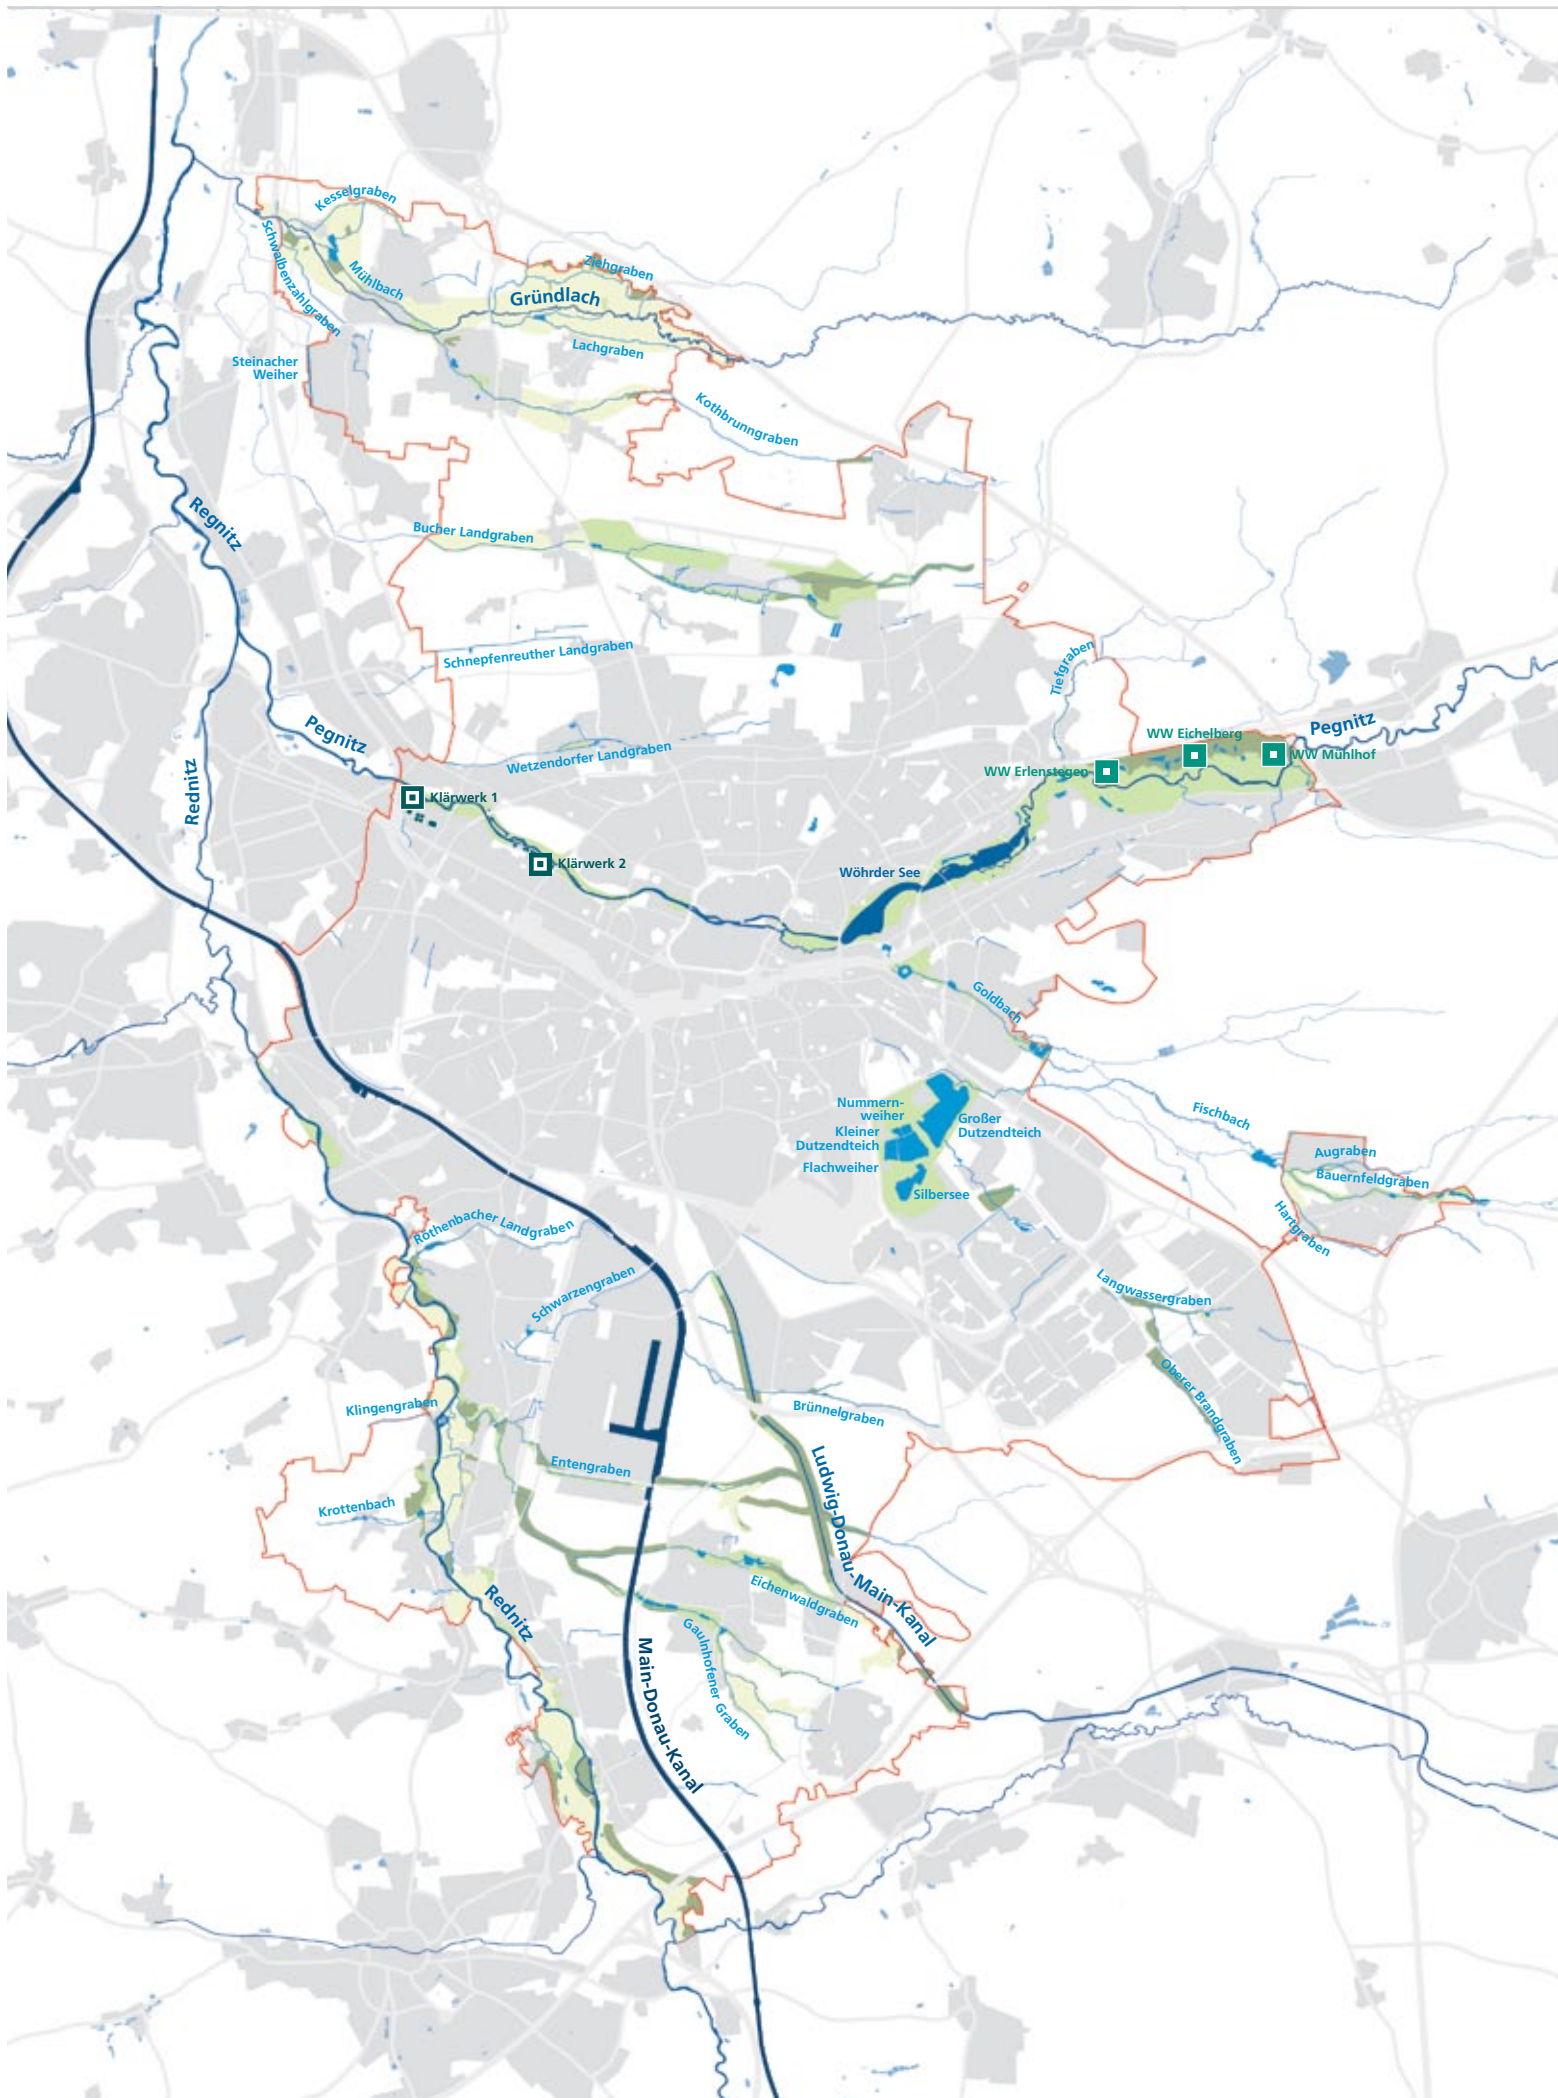 Kesselgraben
Schwalbenzahlgraben
Mühlbach
Ziehgraben
Gründlach
Lachgraben
Steinacher
Weiher
Kothbrunngraben
Regnitz
Bucher Landgraben
Schnepfenreuther Landgraben
Tiefgraben
Pegnitz
Pegnitz
WW Eichelberg
WW Mühlhof
WW Erlenstegen
Wetzendorfer Landgraben
Rednitz
Klärwerk 1
Klärwerk 2
Wöhrder See
Goldbach
Nummern-
weiher
Kleiner
Dutzendteich
Flachweiher
Großer
Dutzendteich
Silbersee
Fischbach
Augraben
Bauernfeldgraben
Hartgraben
Röthenbacher Landgraben
Schwarzengraben
Langwassergraben
Oberer Brandgraben
Klingengraben
Brünnelgraben
Entengraben
Ludwig-Donau-Main-Kanal
Krottenbach
Eichenwaldgraben
Rednitz
Gaulnhofener Graben
Main-Donau-Kanal